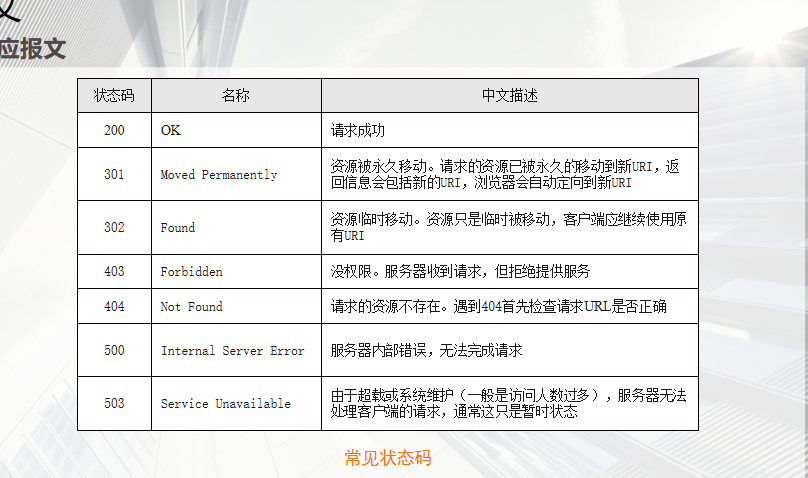 文
应报文
状态码 名称 中文描述
200 OK 请求成功
301 Moved Permanently 资源被永久移动。请求的资源已被永久的移动到新URI，返
回信息会包括新的URI，浏览器会自动定向到新URI
302 Found 资源临时移动。资源只是临时被移动，客户端应继续使用原
有URI
403 Forbidden 没权限。服务器收到请求，但拒绝提供服务
404 Not Found 请求的资源不存在。遇到404首先检查请求URL是否正确
500 Internal Server Error 服务器内部错误，无法完成请求
503 Service Unavailable 由于超载或系统维护（一般是访问人数过多），服务器无法
处理客户端的请求，通常这只是暂时状态
常见状态码